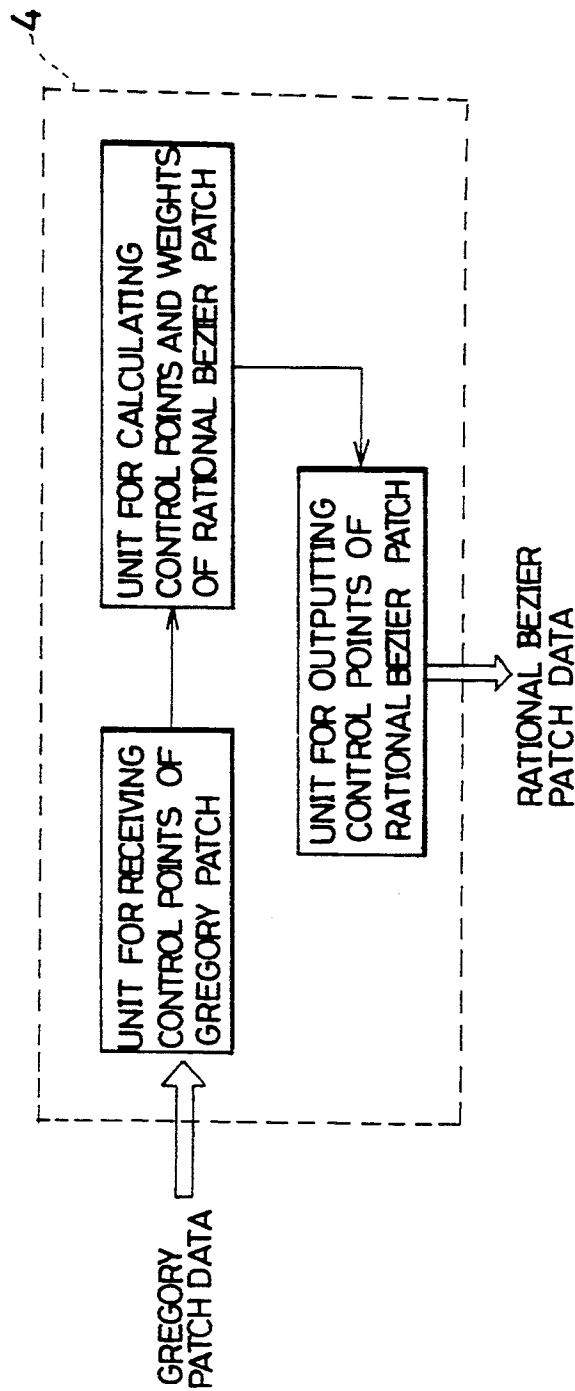 4
GREGORY
PATCH DATA
UNIT FOR RECEIVING
CONTROL POINTS OF
GREGORY PATCH
UNIT FOR CALCULATING
CONTROL POINTS AND WEIGHTS
OF RATIONAL BEZIER PATCH
UNIT FOR OUTPUTTING
CONTROL POINTS OF
RATIONAL BEZIER PATCH
RATIONAL BEZIER
PATCH DATA